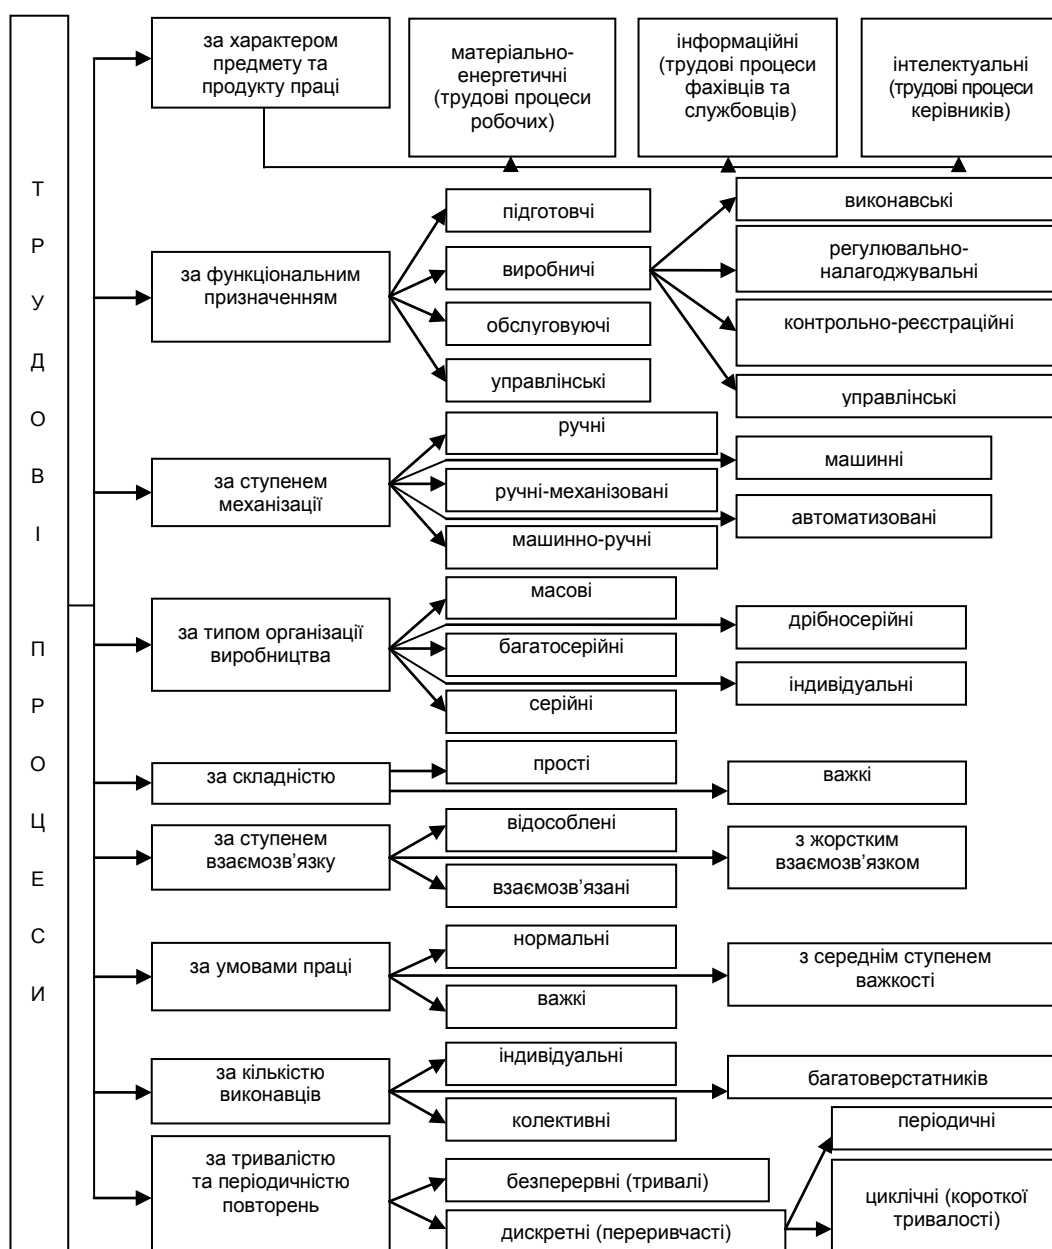 ТРУДОВІ ПРОЦЕСИ
за характером
предмету та
продукту праці
матеріально-
енергетичні
(трудові процеси
робочих)
інформаційні
(трудові процеси
фахівців та
службовців)
інтелектуальні
(трудові процеси
керівників)
за функціональним
призначенням
підготовчі
виробничі
обслуговуючі
управлінські
виконавські
регулювально-
налагоджувальні
контрольно-реєстраційні
управлінські
за ступенем
механізації
ручні
ручні-механізовані
машинно-ручні
машинні
автоматизовані
за типом організації
виробництва
масові
багатосерійні
серійні
дрібносерійні
індивідуальні
за складністю
прості
важкі
за ступенем
взаємозв’язку
відособлені
взаємозв’язані
з жорстким
взаємозв’язком
за умовами праці
нормальні
важкі
з середнім ступенем
важкості
за кількістю
виконавців
індивідуальні
колективні
багатоверстатників
за тривалістю
та періодичністю
повторень
безперервні (тривалі)
дискретні (переривчасті)
періодичні
циклічні (короткої
тривалості)